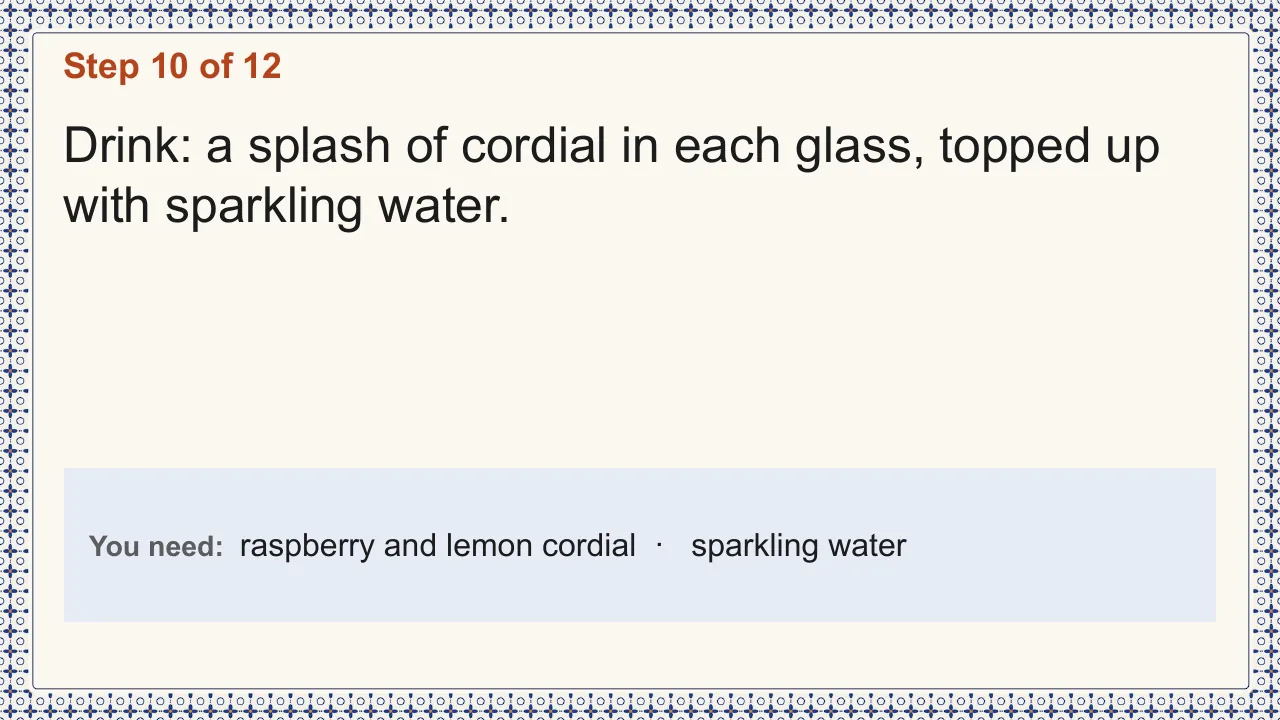 Step 10 of 12
Drink: a splash of cordial in each glass, topped up
with sparkling water.
You need: raspberry and lemon cordial · sparkling water